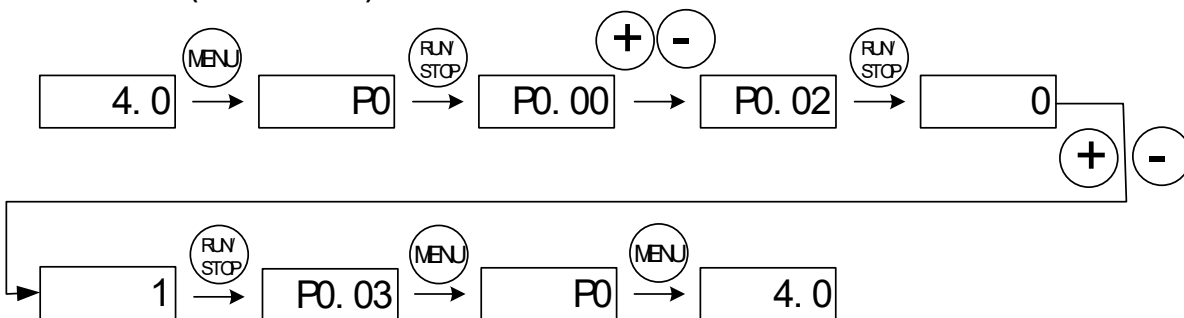 MENU RUN/ STOP + - RUN/ STOP
4. 0 P0 P0. 00 P0. 02 0
+ -
RUN/ STOP MENU MENU
1 P0. 03 P0 4. 0